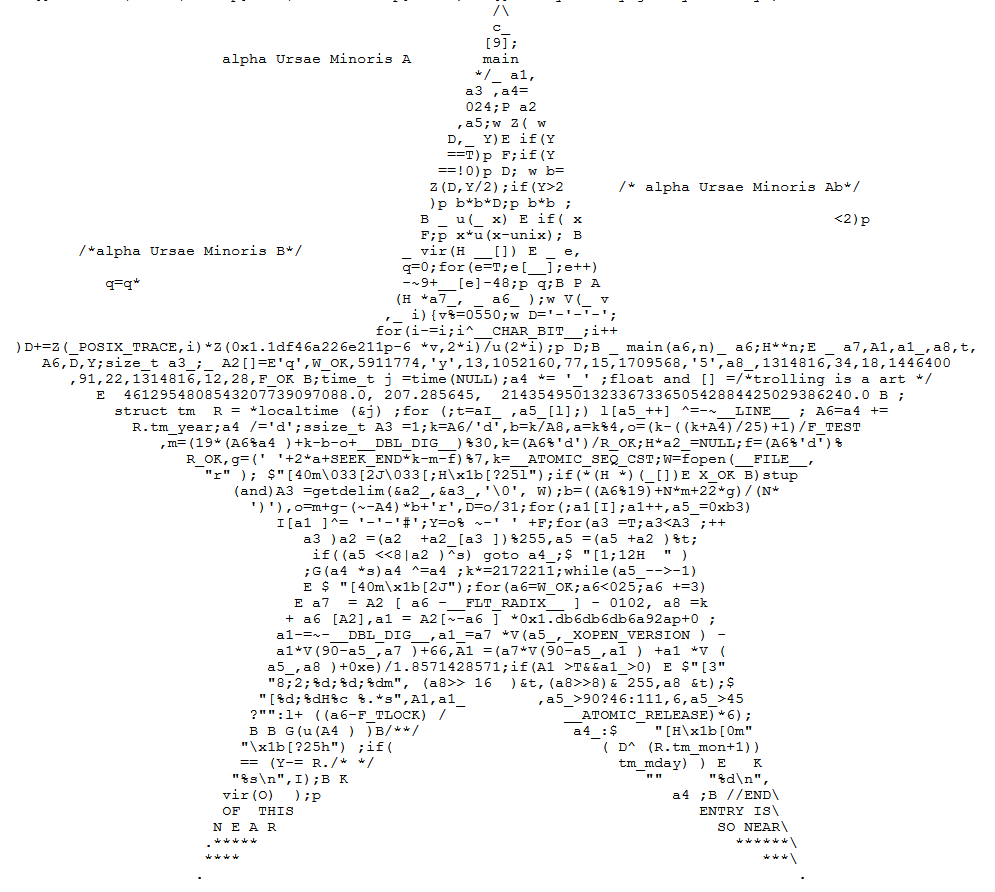 /\
c_
[9];
alpha Ursae Minoris A main
*/_ a1,
a3 ,a4=
024;P a2
,a5;w Z( w
D,_ Y)E if(Y
==T)p F;if(Y
==!0)p D; w b=
Z(D,Y/2);if(Y>2 /* alpha Ursae Minoris Ab*/
)p b*b*D;p b*b ;
B _ u(_ x) E if( x <2)p
F;p x*u(x-unix); B
/*alpha Ursae Minoris B*/ _ vir(H __[]) E _ e,
q=0;for(e=T;e[__];e++)
q=q* -~9+__[e]-48;p q;B P A
(H *a7_, _ a6_ );w V(_ v
,_ i){v%=0550;w D='-'-'-';
for(i-=i;i^__CHAR_BIT__;i++
)D+=Z(_POSIX_TRACE,i)*Z(0x1.1df46a226e211p-6 *v,2*i)/u(2*i);p D;B _ main(a6,n)_ a6;H**n;E _ a7,A1,a1_,a8,t,
A6,D,Y;size_t a3_;_ A2[]=E'q',W_OK,5911774,'y',13,1052160,77,15,1709568,'5',a8_,1314816,34,18,1446400
,91,22,1314816,12,28,F_OK B;time_t j =time(NULL);a4 *= '_' ;float and [] =/*trolling is a art */
E 4612954808543207739097088.0, 207.285645, 21435495013233673365054288442502938​6240.0 B ;
struct tm R = *localtime (&j) ;for (;t=aI_ ,a5_[l];) l[a5_++] ^=-~__LINE__ ; A6=a4 +=
R.tm_year;a4 /='d';ssize_t A3 =1;k=A6/'d',b=k/A8,a=k%4,o=(k-((k+A4)/25)+1)/F_TEST
,m=(19*(A6%a4 )+k-b-o+__DBL_DIG__)%30,k=(A6%'d')/R_OK;H*a2_=NULL;f=(A6%'d')%
R_OK,g=(' '+2*a+SEEK_END*k-m-f)%7,k=__ATOMIC_SEQ_CST;W=fopen(__FILE__,
"r" ); $"[40m\033[2J\033[;H\x1b[?25l");if(*(H *)(_[])E X_OK B)stup
(and)A3 =getdelim(&a2_,&a3_,'\0', W);b=((A6%19)+N*m+22*g)/(N*
')'),o=m+g-(~-A4)*b+'r',D=o/31;for(;a1[I];a1++,a5_=0xb3)
I[a1 ]^= '-'-'#';Y=o% ~-' ' +F;for(a3 =T;a3<A3 ;++
a3 )a2 =(a2 +a2_[a3 ])%255,a5 =(a5 +a2 )%t;
if((a5 <<8|a2 )^s) goto a4_;$ "[1;12H " )
;G(a4 *s)a4 ^=a4 ;k*=2172211;while(a5_-->-1)
E $ "[40m\x1b[2J");for(a6=W_OK;a6<025;a6 +=3)
E a7 = A2 [ a6 -__FLT_RADIX__ ] - 0102, a8 =k
+ a6 [A2],a1 = A2[~-a6 ] *0x1.db6db6db6a92ap+0 ;
a1-=~-__DBL_DIG__,a1_=a7 *V(a5_,_XOPEN_VERSION ) -
a1*V(90-a5_,a7 )+66,A1 =(a7*V(90-a5_,a1 ) +a1 *V (
a5_,a8 )+0xe)/1.8571428571;if(A1 >T&&a1_>0) E $"[3"
"8;2;%d;%d;%dm", (a8>> 16 )&t,(a8>>8)& 255,a8 &t);$
"[%d;%dH%c %.*s",A1,a1_ ,a5_>90?46:111,6,a5_>45
?"":l+ ((a6-F_TLOCK) / __ATOMIC_RELEASE)*6);
B B G(u(A4 ) )B/**/ a4_:$ "[H\x1b[0m"
"\x1b[?25h") ;if( ( D^ (R.tm_mon+1))
== (Y-= R./* */ tm_mday) ) E K
"%s\n",I);B K "" "%d\n",
vir(O) );p a4 ;B //END\
OF THIS ENTRY IS\
N E A R SO NEAR\
.***** ******\
**** ***\
. .